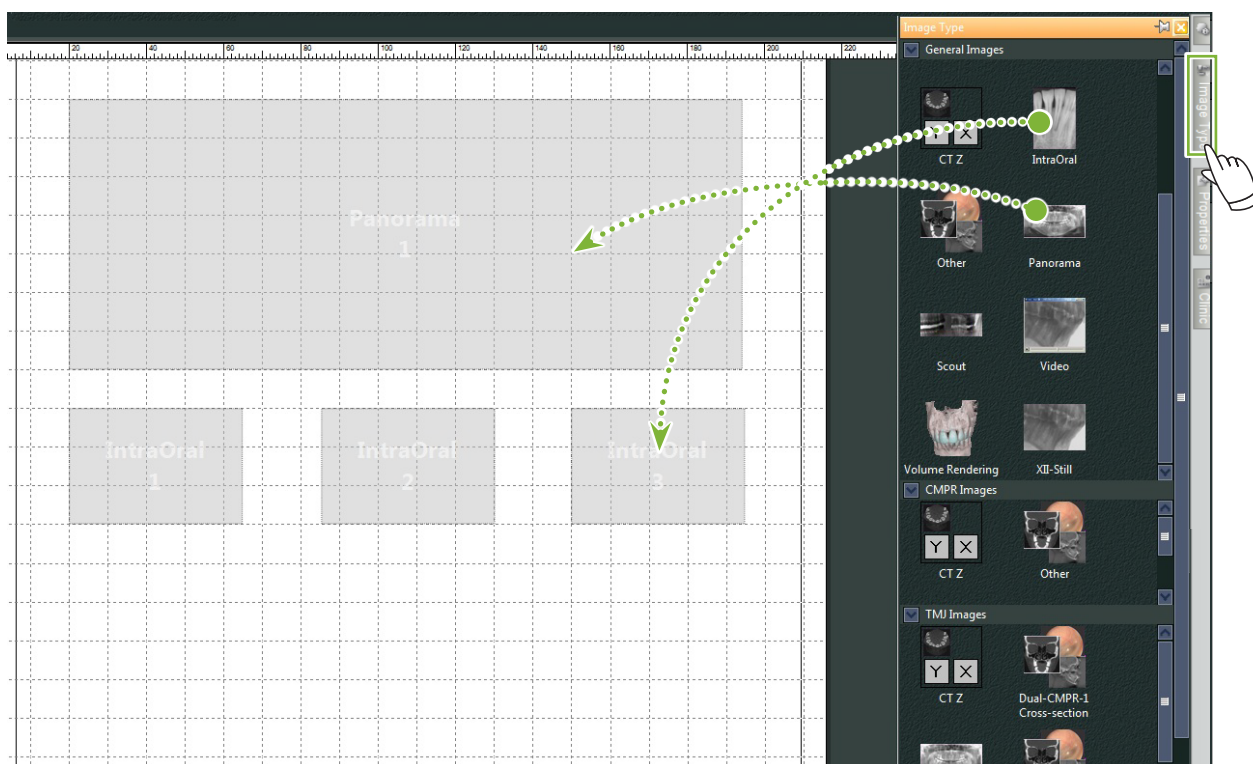 20 40 60 80 100 120 140 160 180 200 220
Panorama
1
IntraOral
1
IntraOral
2
IntraOral
3
Image Type
General Images
Y X
CT Z
IntraOral
Other
Panorama
Scout
Video
Volume Rendering
XII-Still
CMPR Images
Y X
CT Z
Other
TMJ Images
Y X
CT Z
Dual-CMPR-1
Cross-section
Image Type
Properties
Clinic